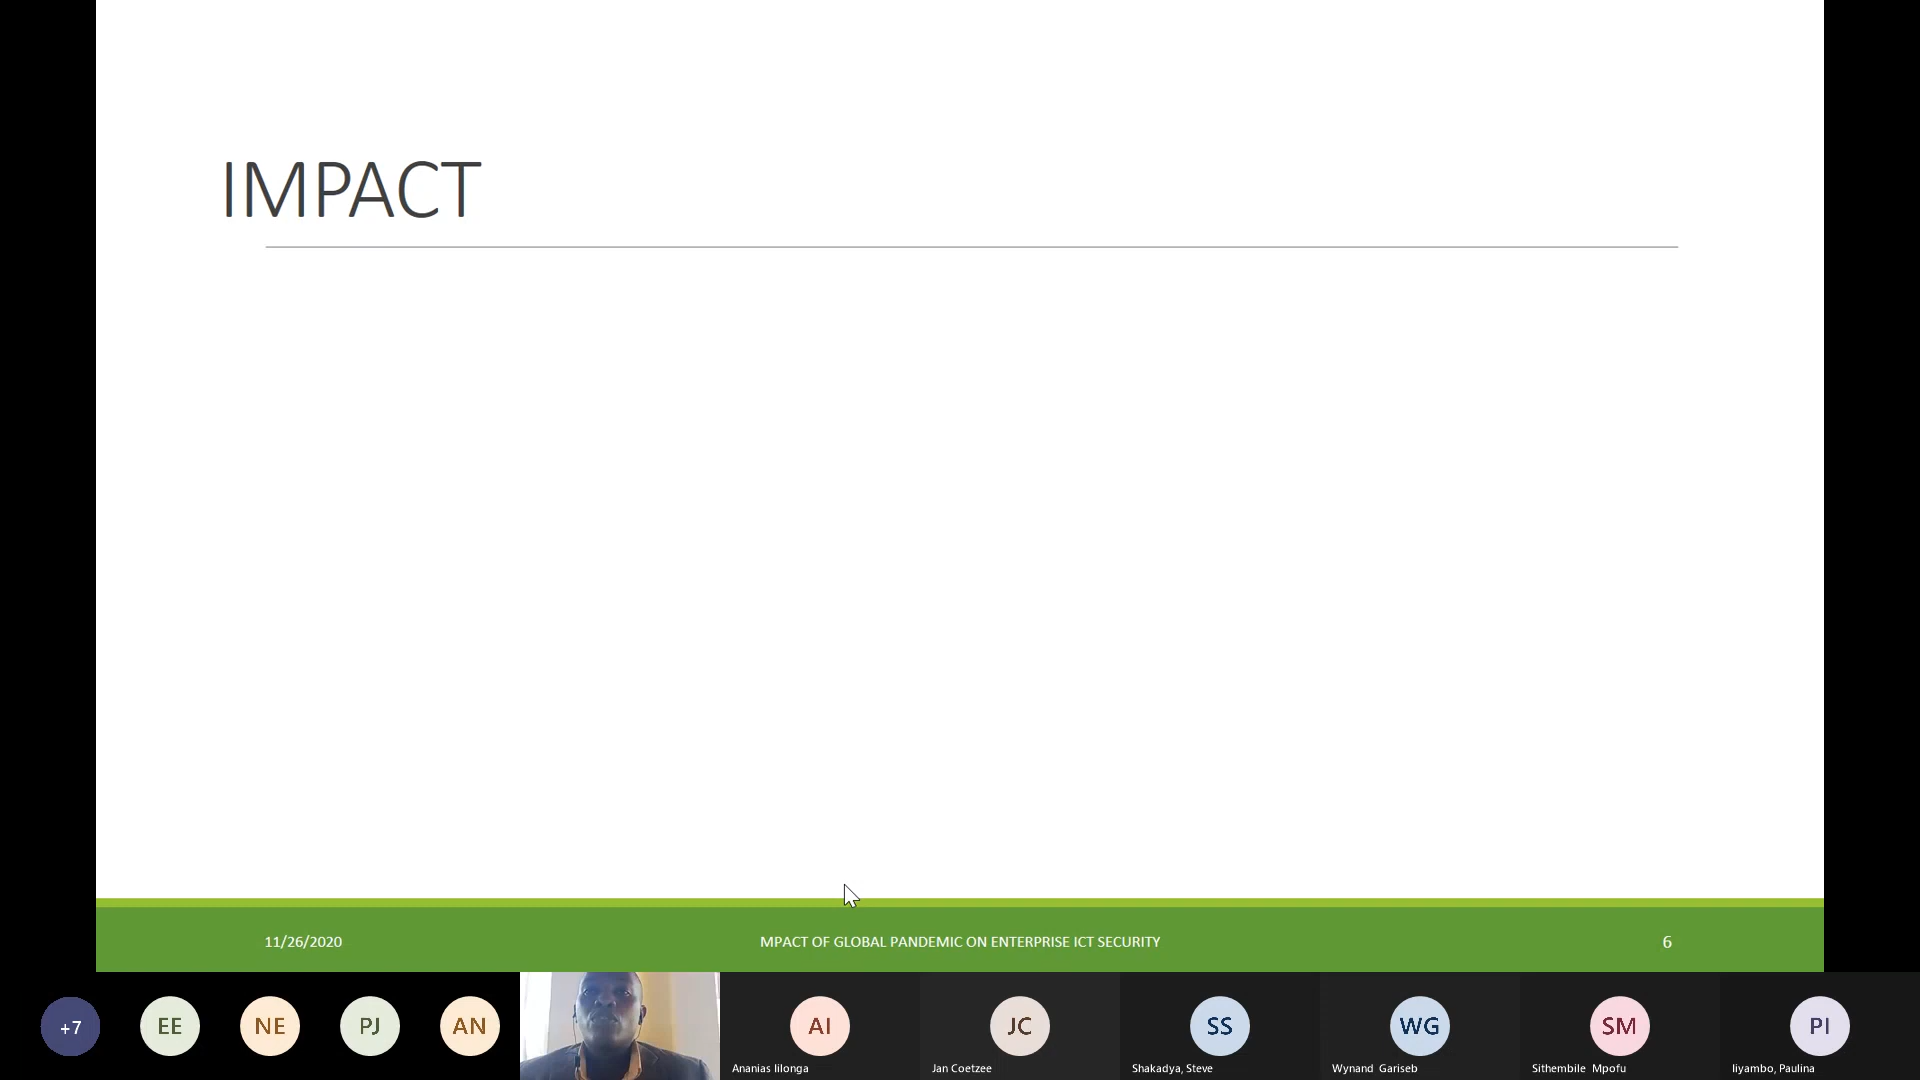 IMPACT
11/26/2020
MPACT OF GLOBAL PANDEMIC ON ENTERPRISE ICT SECURITY
6
+7
EE
NE
PJ
AN
AI
JC
SS
WG
SM
PI
Ananias Iilonga
Jan Coetzee
Shakadya, Steve
Wynand Gariseb
Sithembile Mpofu
Iiyambo, Paulina